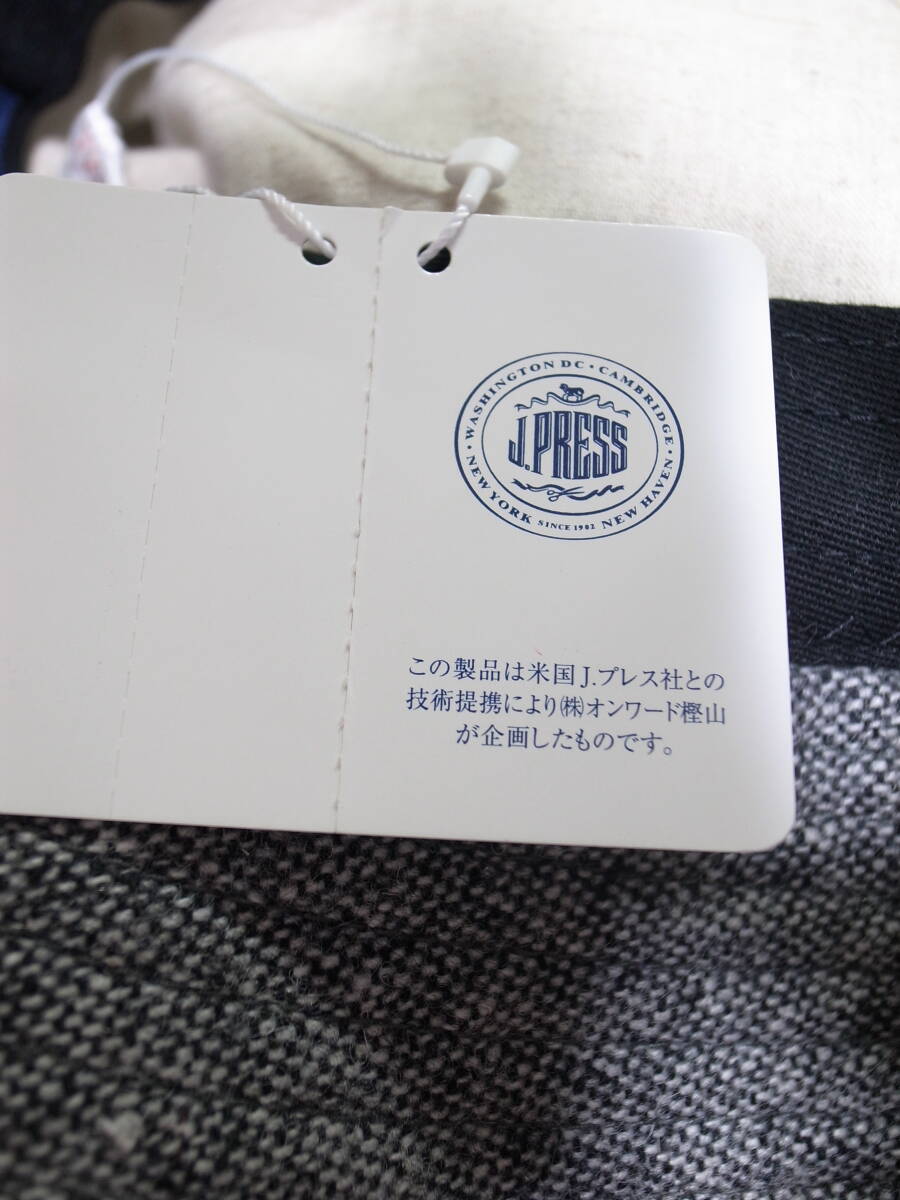 WASHINGTON DC · CAMBRIDGE ·
J.PRESS
· NEW YORK SINCE 1902 NEW HAVEN ·
この製品は米国J.プレス社との
技術提携により㈱オンワード樫山
が企画したものです。